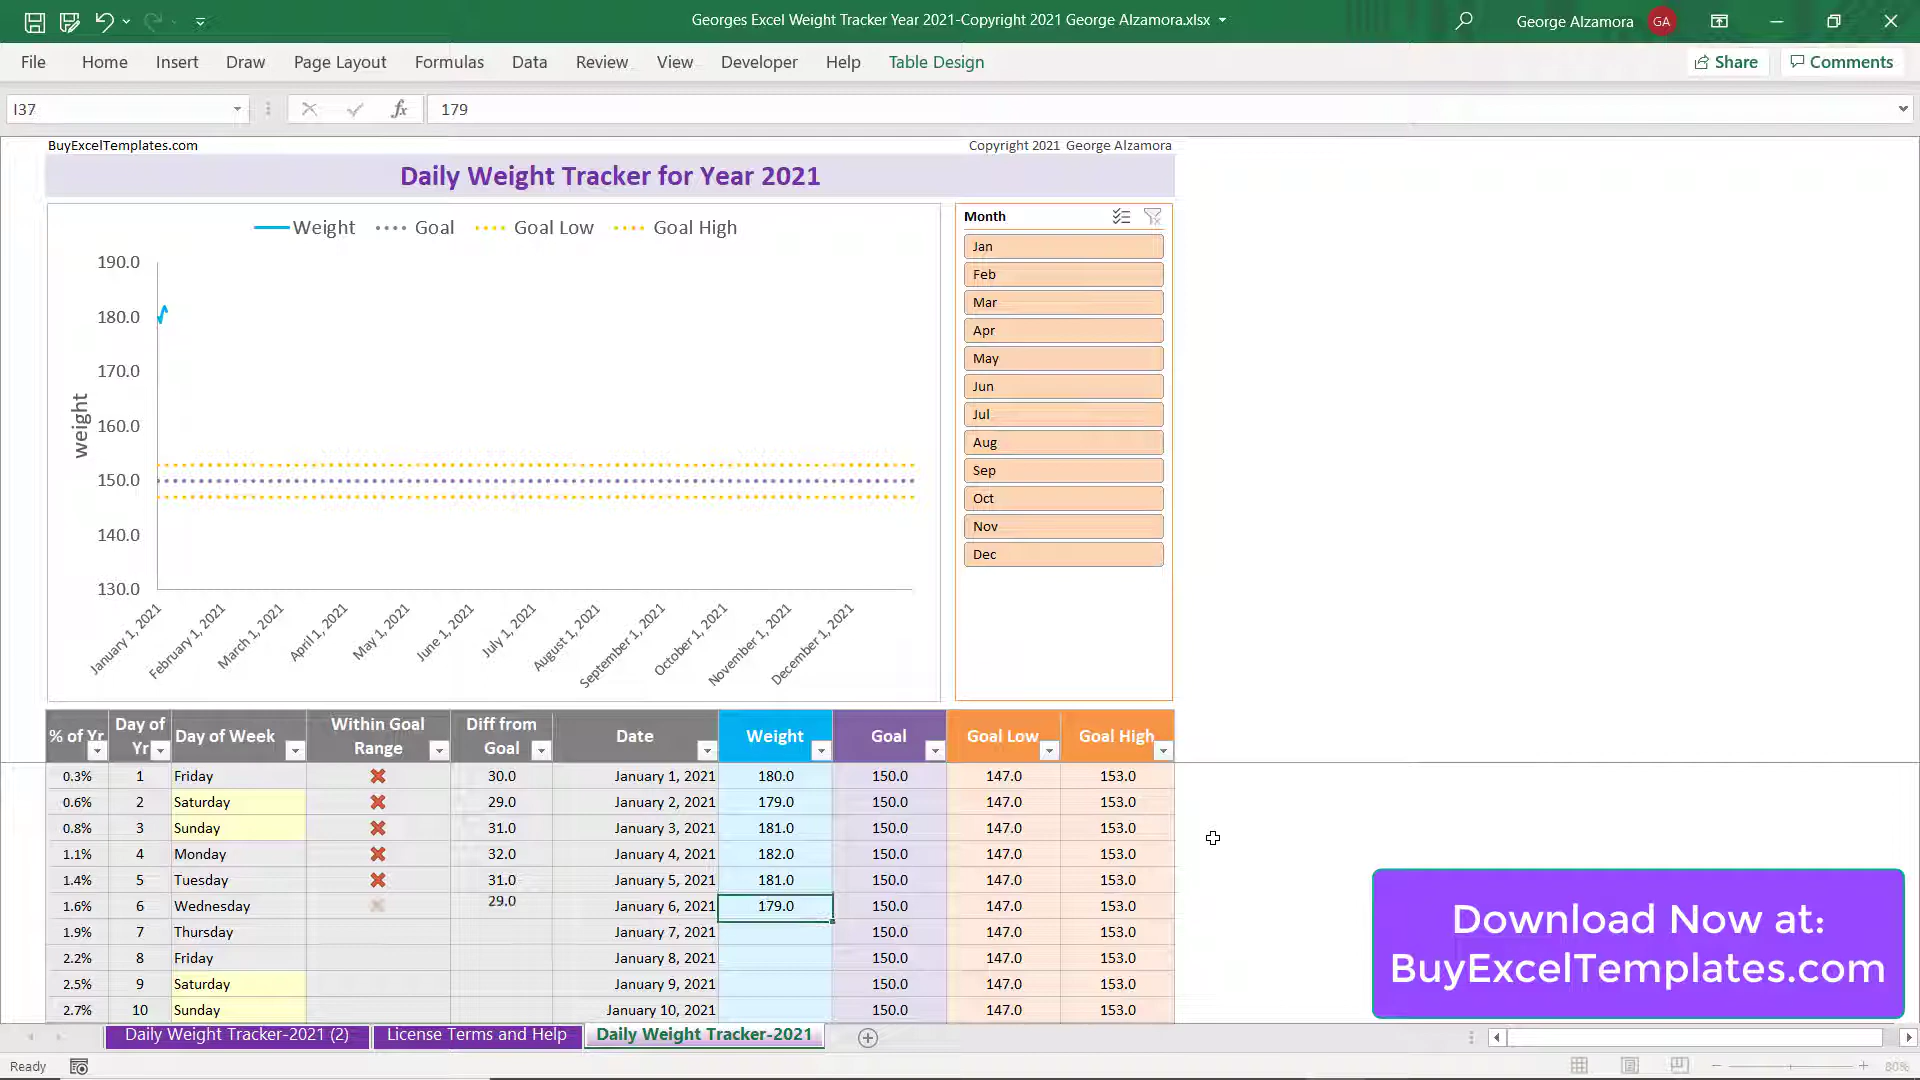 Georges Excel Weight Tracker Year 2021-Copyright 2021 George Alzamora.xlsx
George Alzamora GA
File Home Insert Draw Page Layout Formulas Data Review View Developer Help Table Design Share Comments
I37 fx 179
BuyExcelTemplates.com Copyright 2021 George Alzamora
Daily Weight Tracker for Year 2021
Weight Goal Goal Low Goal High
190.0
180.0
170.0
160.0
150.0
140.0
130.0
weight
January 1, 2021
February 1, 2021
March 1, 2021
April 1, 2021
May 1, 2021
June 1, 2021
July 1, 2021
August 1, 2021
September 1, 2021
October 1, 2021
November 1, 2021
December 1, 2021
Month
Jan
Feb
Mar
Apr
May
Jun
Jul
Aug
Sep
Oct
Nov
Dec
% of Yr Day of Yr Day of Week Within Goal Range Diff from Goal Date Weight Goal Goal Low Goal High
0.3% 1 Friday 30.0 January 1, 2021 180.0 150.0 147.0 153.0
0.6% 2 Saturday 29.0 January 2, 2021 179.0 150.0 147.0 153.0
0.8% 3 Sunday 31.0 January 3, 2021 181.0 150.0 147.0 153.0
1.1% 4 Monday 32.0 January 4, 2021 182.0 150.0 147.0 153.0
1.4% 5 Tuesday 31.0 January 5, 2021 181.0 150.0 147.0 153.0
1.6% 6 Wednesday 29.0 January 6, 2021 179.0 150.0 147.0 153.0
1.9% 7 Thursday January 7, 2021 150.0 147.0 153.0
2.2% 8 Friday January 8, 2021 150.0 147.0 153.0
2.5% 9 Saturday January 9, 2021 150.0 147.0 153.0
2.7% 10 Sunday January 10, 2021 150.0 147.0 153.0
Download Now at:
BuyExcelTemplates.com
Daily Weight Tracker-2021 (2) License Terms and Help Daily Weight Tracker-2021
Ready 80%